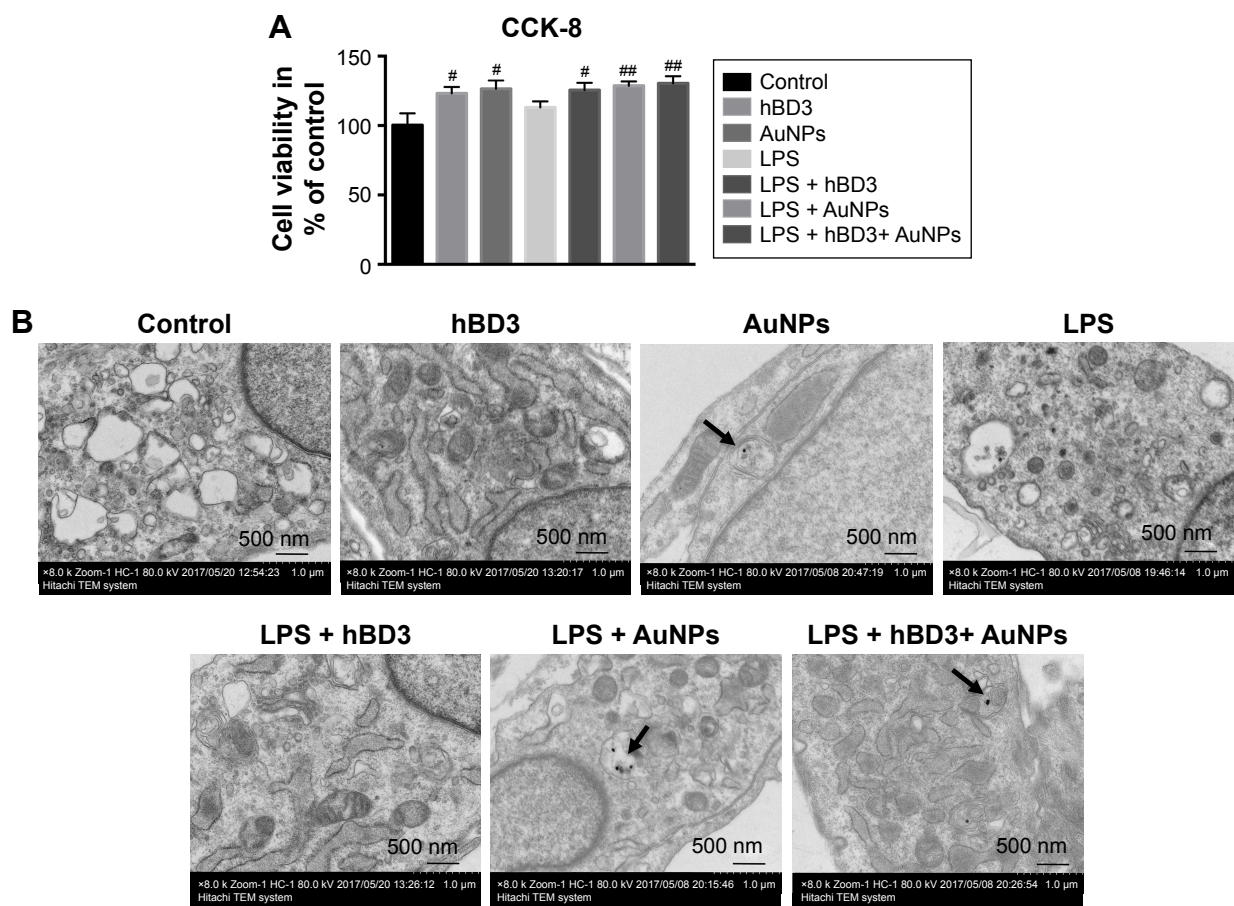 A
CCK-8
Cell viability in
% of control
150
100
50
0
#
#
#
##
##
Control
hBD3
AuNPs
LPS
LPS + hBD3
LPS + AuNPs
LPS + hBD3+ AuNPs
B
Control
hBD3
AuNPs
LPS
500 nm
500 nm
500 nm
500 nm
×8.0 k Zoom-1 HC-1 80.0 kV 2017/05/20 12:54:23 1.0 µm
Hitachi TEM system
×8.0 k Zoom-1 HC-1 80.0 kV 2017/05/20 13:20:17 1.0 µm
Hitachi TEM system
×8.0 k Zoom-1 HC-1 80.0 kV 2017/05/08 20:47:19 1.0 µm
Hitachi TEM system
×8.0 k Zoom-1 HC-1 80.0 kV 2017/05/08 19:46:14 1.0 µm
Hitachi TEM system
LPS + hBD3
LPS + AuNPs
LPS + hBD3+ AuNPs
500 nm
500 nm
500 nm
×8.0 k Zoom-1 HC-1 80.0 kV 2017/05/20 13:26:12 1.0 µm
Hitachi TEM system
×8.0 k Zoom-1 HC-1 80.0 kV 2017/05/08 20:15:46 1.0 µm
Hitachi TEM system
×8.0 k Zoom-1 HC-1 80.0 kV 2017/05/08 20:26:54 1.0 µm
Hitachi TEM system